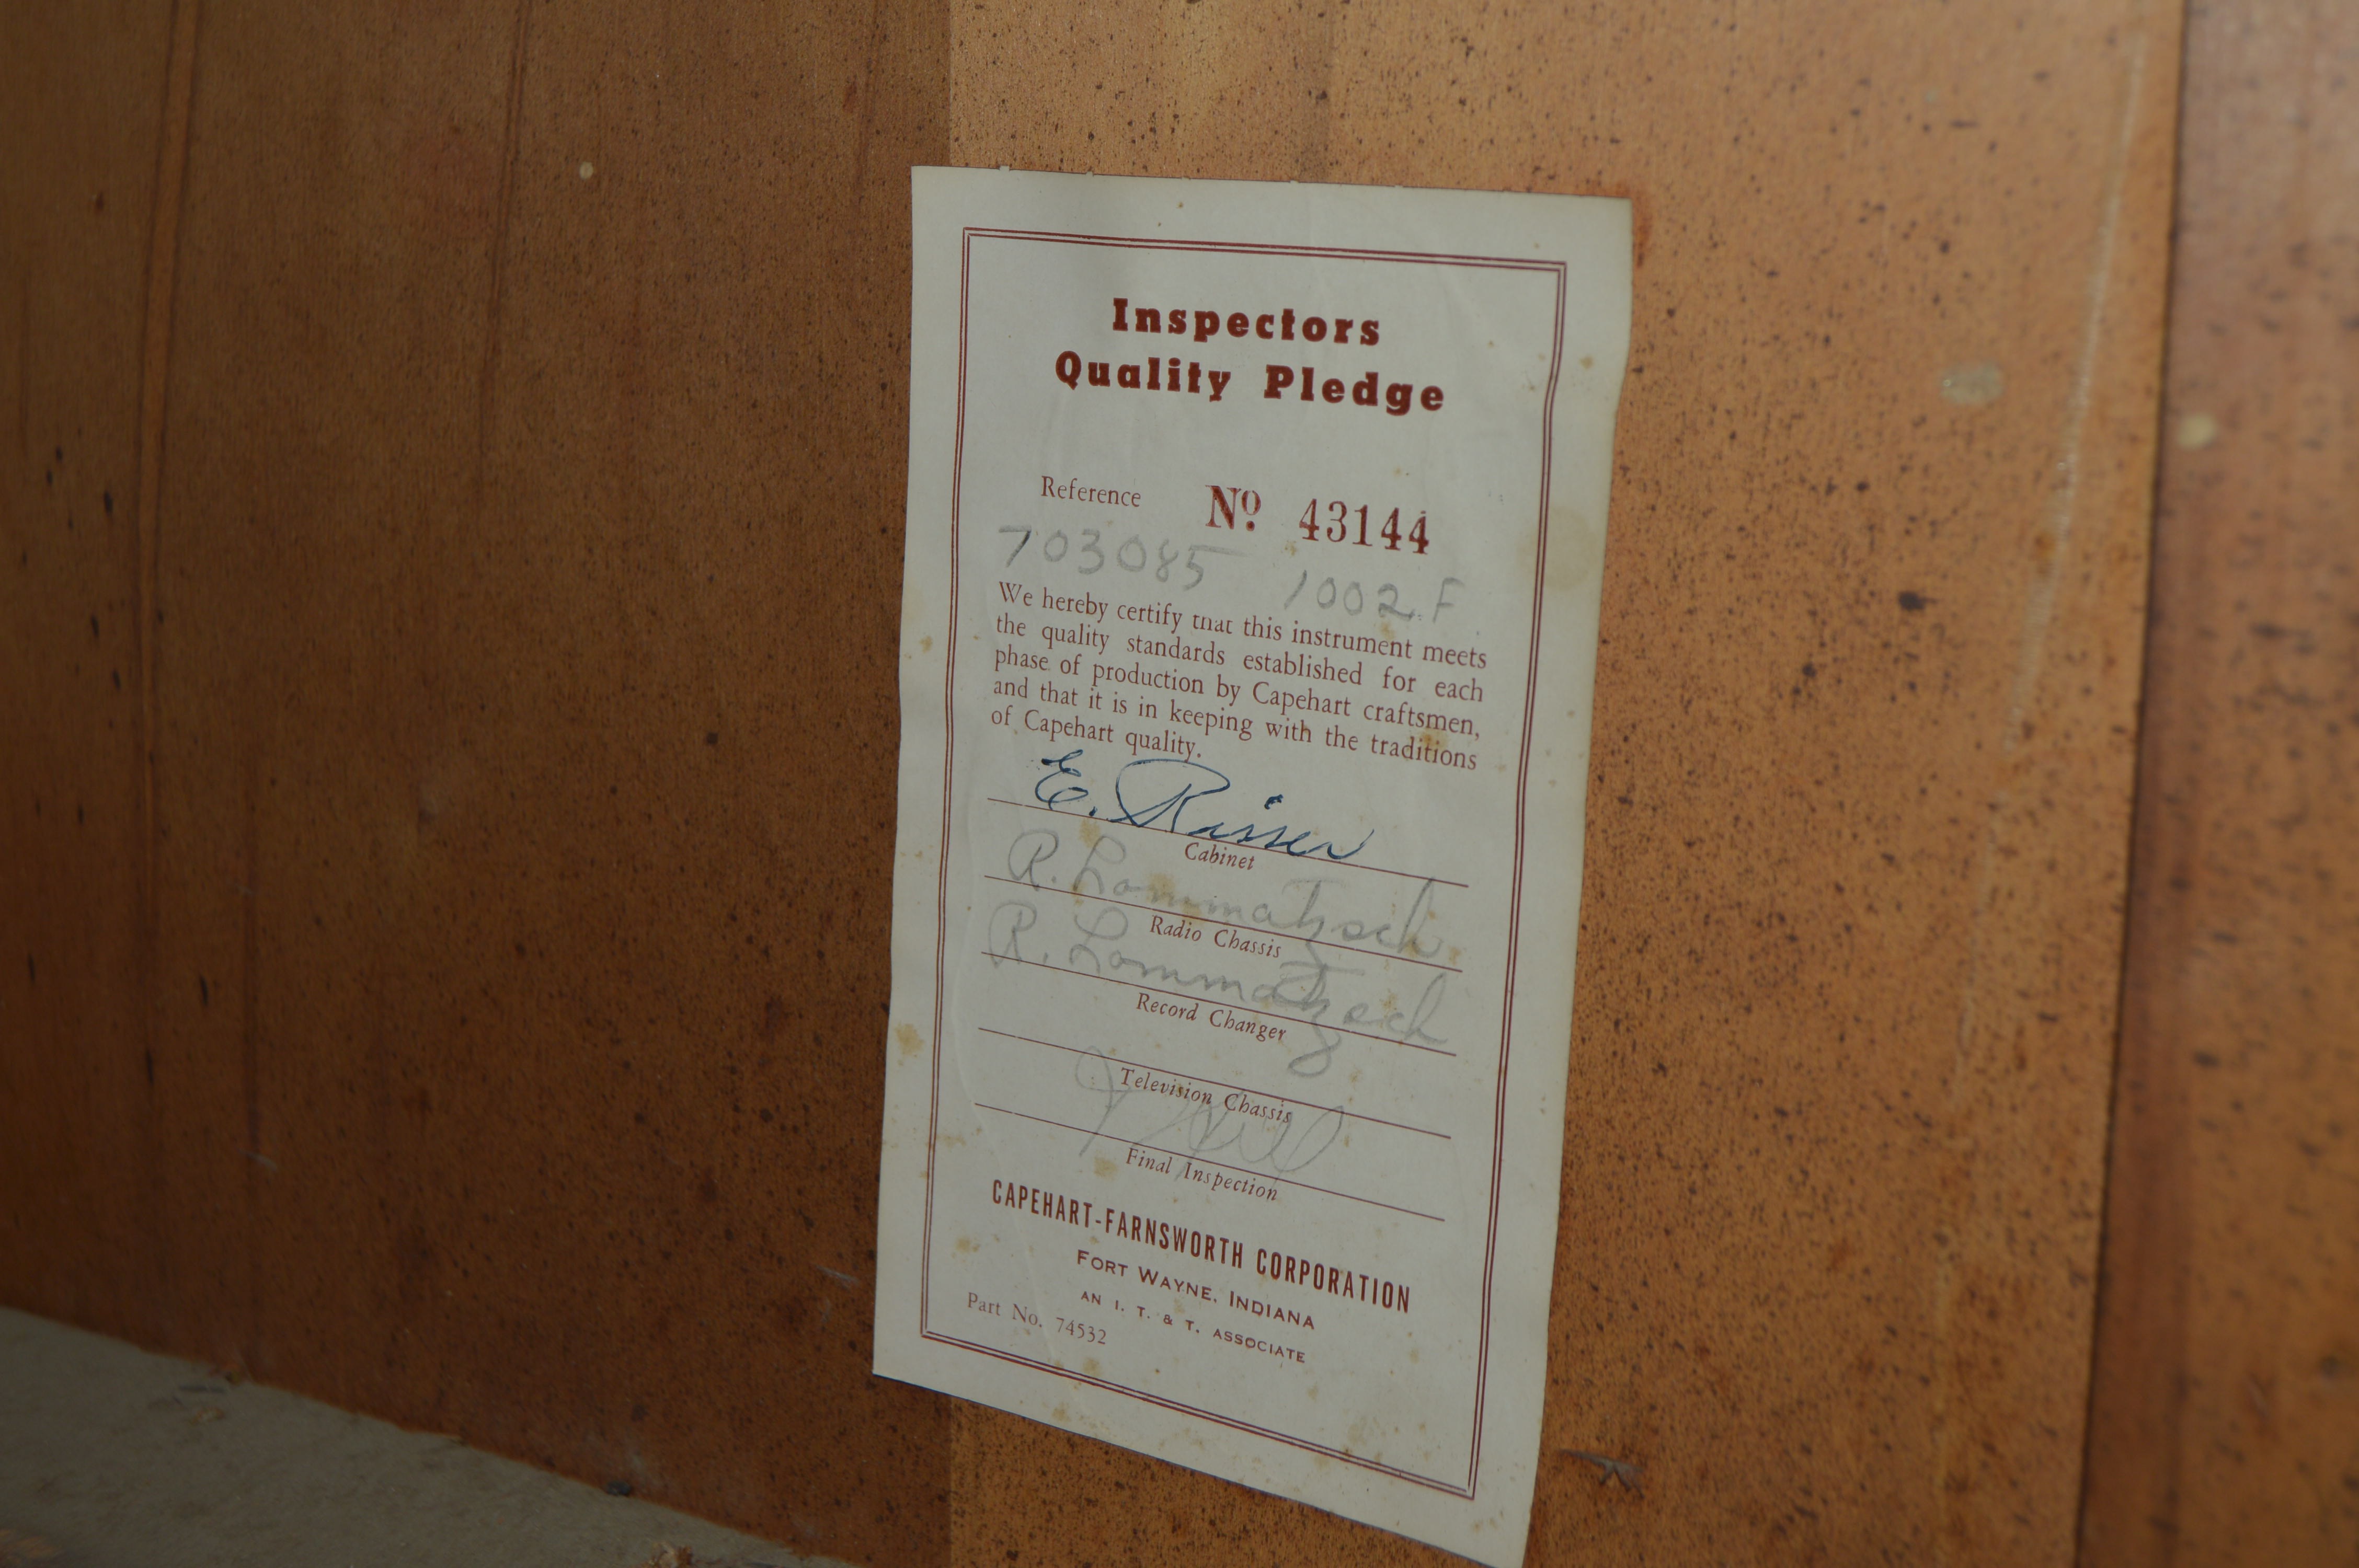 Inspectors
Quality Pledge
Reference Nº. 43144
703085 1002.F
We hereby certify that this instrument meets
the quality standards established for each
phase of production by Capehart craftsmen,
and that it is in keeping with the traditions
of Capehart quality.
E. Risser
Cabinet
R. Lommatzsch
Radio Chassis
R. Lommatzsch
Record Changer
Television Chassis
Hill
Final Inspection
CAPEHART-FARNSWORTH CORPORATION
FORT WAYNE, INDIANA
AN I. T. & T. ASSOCIATE
Part No. 74532